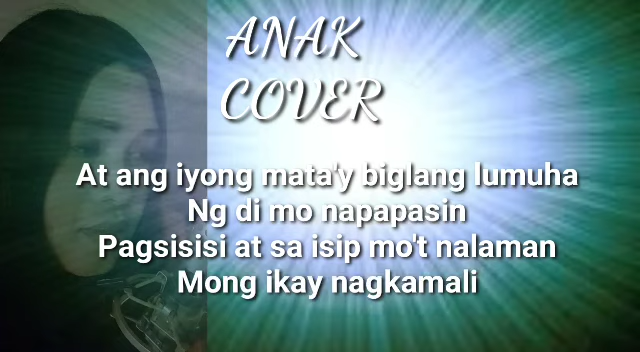 ANAK
COVER
At ang iyong mata'y biglang lumuha
Ng di mo napapasin
Pagsisisi at sa isip mo't nalaman
Mong ikay nagkamali